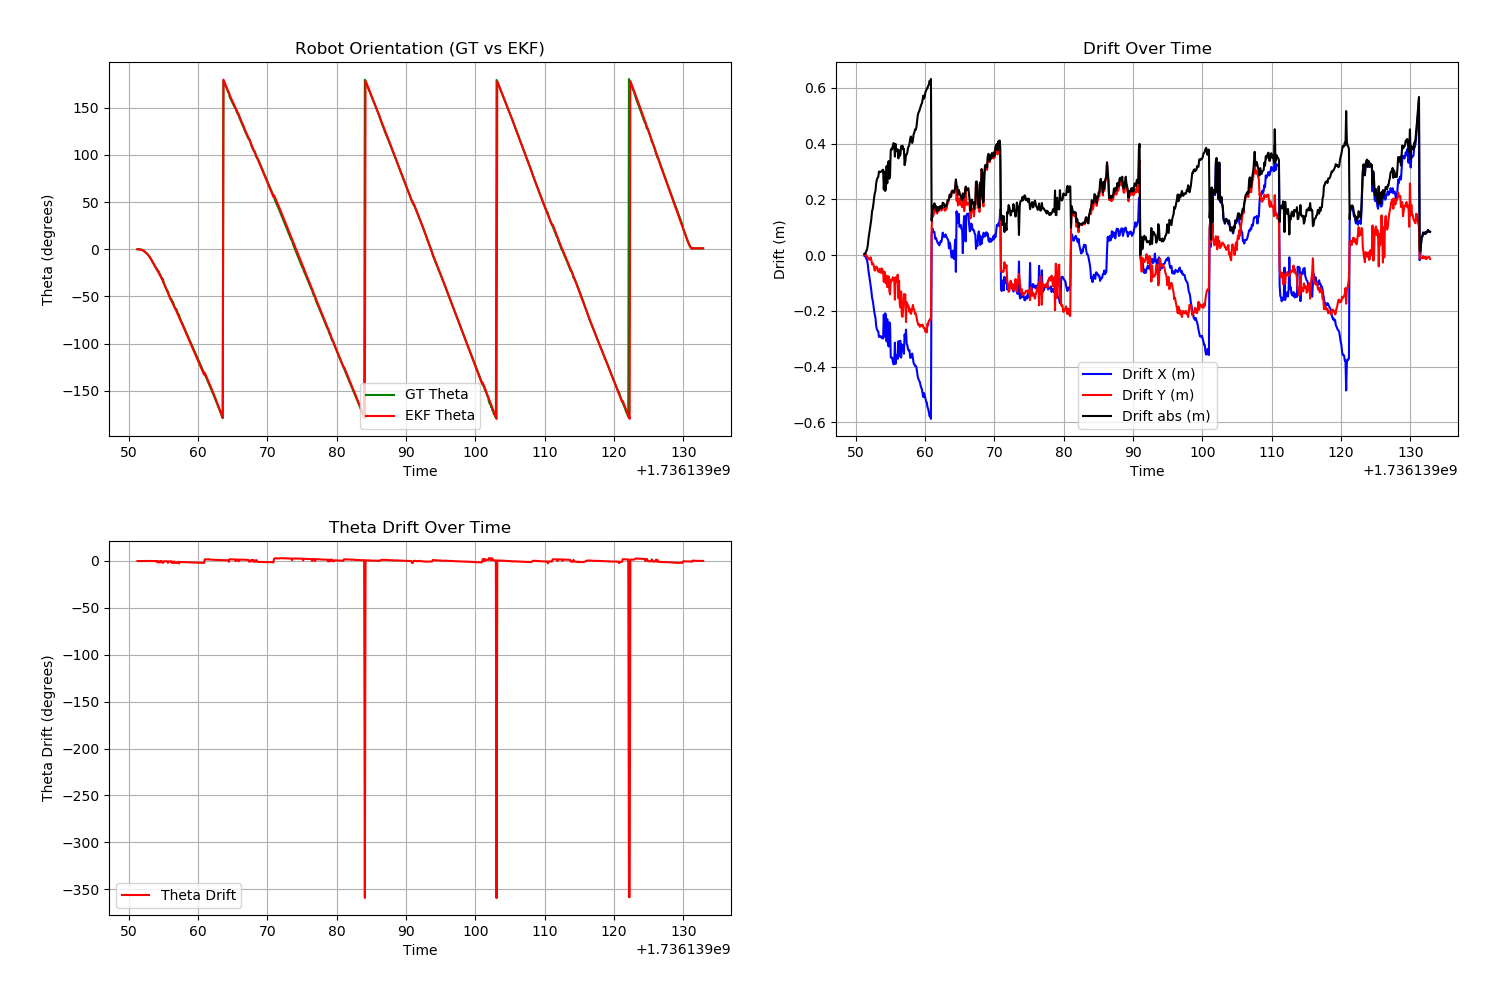 Robot Orientation (GT vs EKF)
Theta (degrees)
150
100
50
0
−50
−100
−150
GT Theta
EKF Theta
50 60 70 80 90 100 110 120 130
Time
+1.736139e9
Drift Over Time
Drift (m)
0.6
0.4
0.2
0.0
−0.2
−0.4
−0.6
Drift X (m)
Drift Y (m)
Drift abs (m)
50 60 70 80 90 100 110 120 130
Time
+1.736139e9
Theta Drift Over Time
Theta Drift (degrees)
0
−50
−100
−150
−200
−250
−300
−350
Theta Drift
50 60 70 80 90 100 110 120 130
Time
+1.736139e9